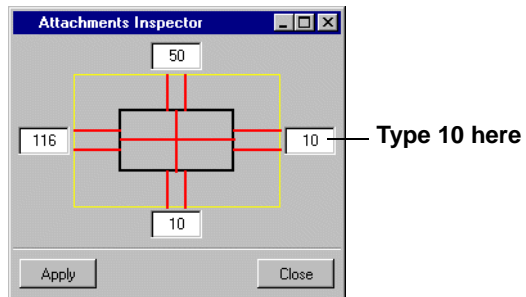 Attachments Inspector
50
116
10
Type 10 here
10
Apply
Close